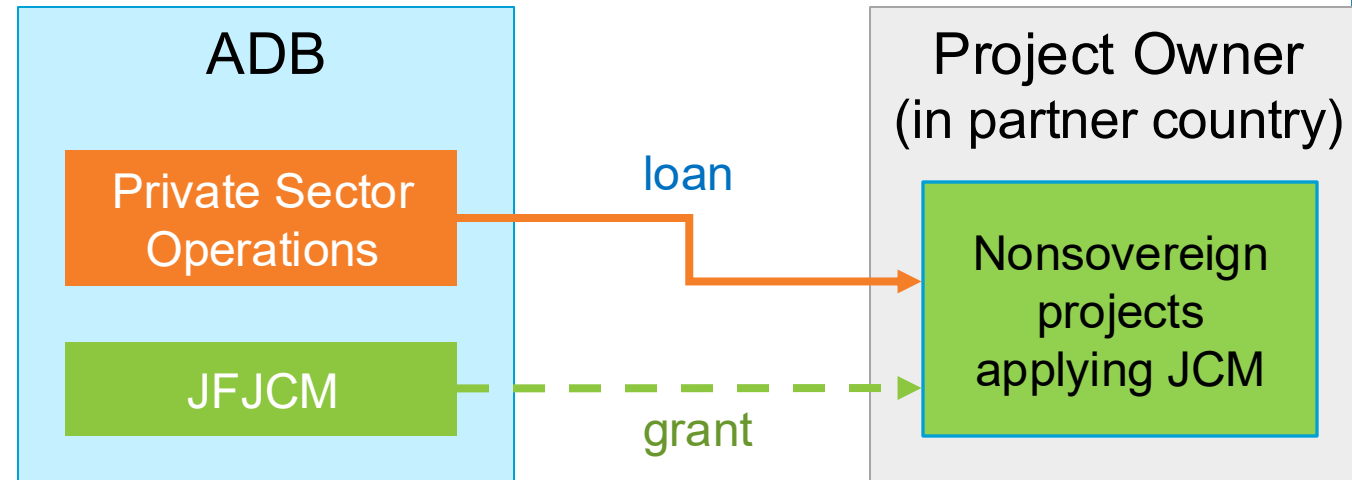 ADB
Private Sector
Operations
JFJCM
loan
grant
Project Owner
(in partner country)
Nonsovereign
projects
applying JCM